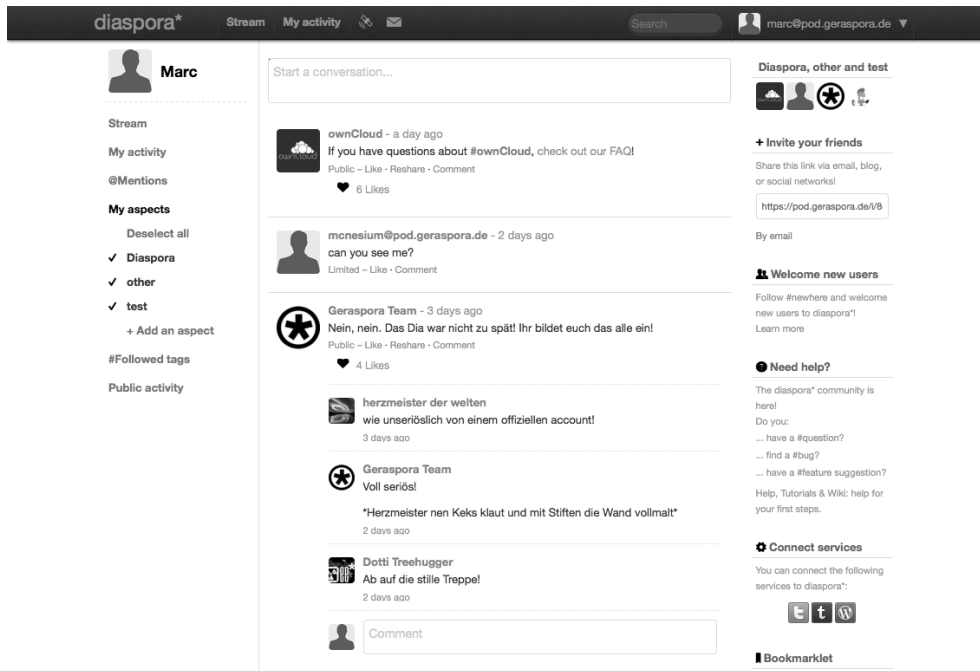 diaspora*
Stream
My activity
Search
marc@pod.geraspora.de ▼
Marc
Stream
My activity
@Mentions
My aspects
Deselect all
✓ Diaspora
✓ other
✓ test
+ Add an aspect
#Followed tags
Public activity
Start a conversation...
ownCloud
ownCloud - a day ago
If you have questions about #ownCloud, check out our FAQ!
Public – Like · Reshare · Comment
6 Likes
mcnesium@pod.geraspora.de - 2 days ago
can you see me?
Limited – Like · Comment
Geraspora Team - 3 days ago
Nein, nein. Das Dia war nicht zu spät! Ihr bildet euch das alle ein!
Public – Like · Reshare · Comment
4 Likes
herzmeister der welten
wie unseriöslich von einem offiziellen account!
3 days ago
Geraspora Team
Voll seriös!
*Herzmeister nen Keks klaut und mit Stiften die Wand vollmalt*
2 days ago
Dotti Treehugger
Ab auf die stille Treppe!
2 days ago
Comment
Diaspora, other and test
+ Invite your friends
Share this link via email, blog,
or social networks!
https://pod.geraspora.de/i/8
By email
Welcome new users
Follow #newhere and welcome
new users to diaspora*!
Learn more
Need help?
The diaspora* community is
here!
Do you:
... have a #question?
... find a #bug?
... have a #feature suggestion?
Help, Tutorials & Wiki: help for
your first steps.
Connect services
You can connect the following
services to diaspora*:
Bookmarklet